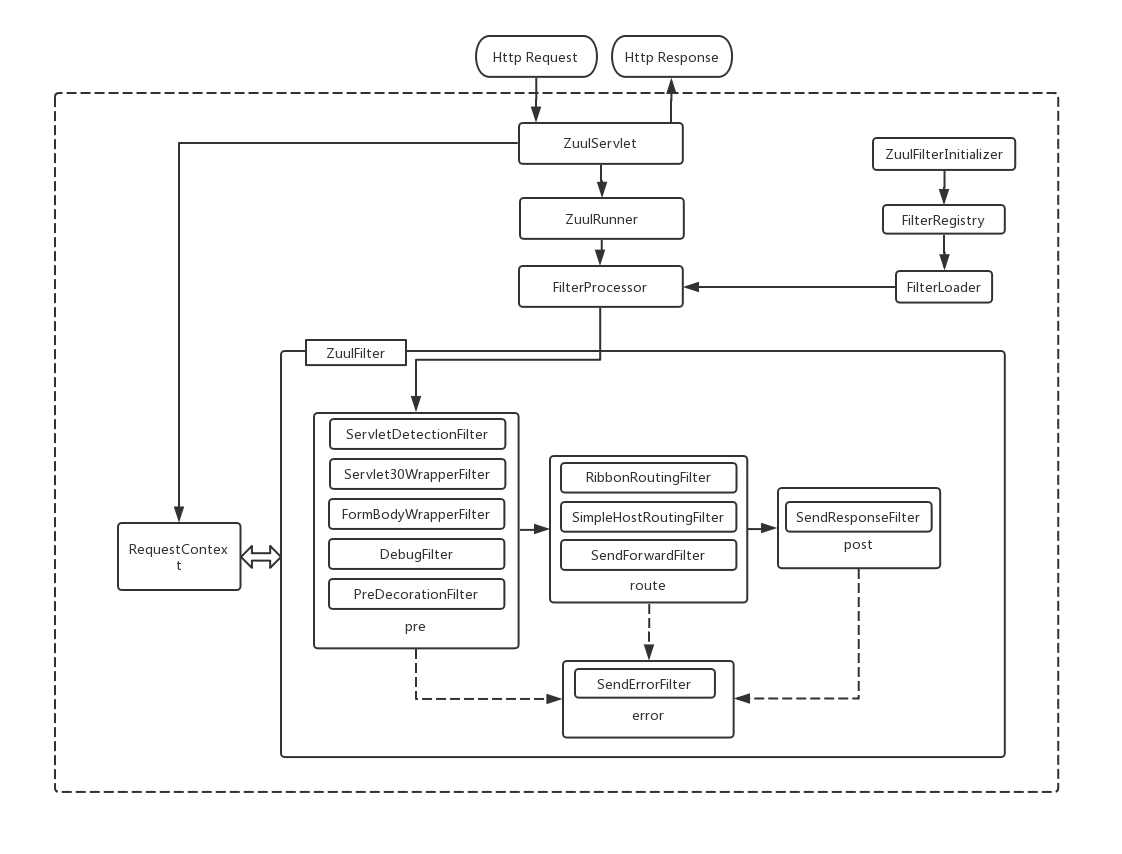 Http Request
Http Response
ZuulServlet
ZuulFilterInitializer
ZuulRunner
FilterRegistry
FilterProcessor
FilterLoader
ZuulFilter
ServletDetectionFilter
Servlet30WrapperFilter
FormBodyWrapperFilter
DebugFilter
PreDecorationFilter
pre
RibbonRoutingFilter
SimpleHostRoutingFilter
SendForwardFilter
route
SendResponseFilter
post
RequestContex
t
SendErrorFilter
error